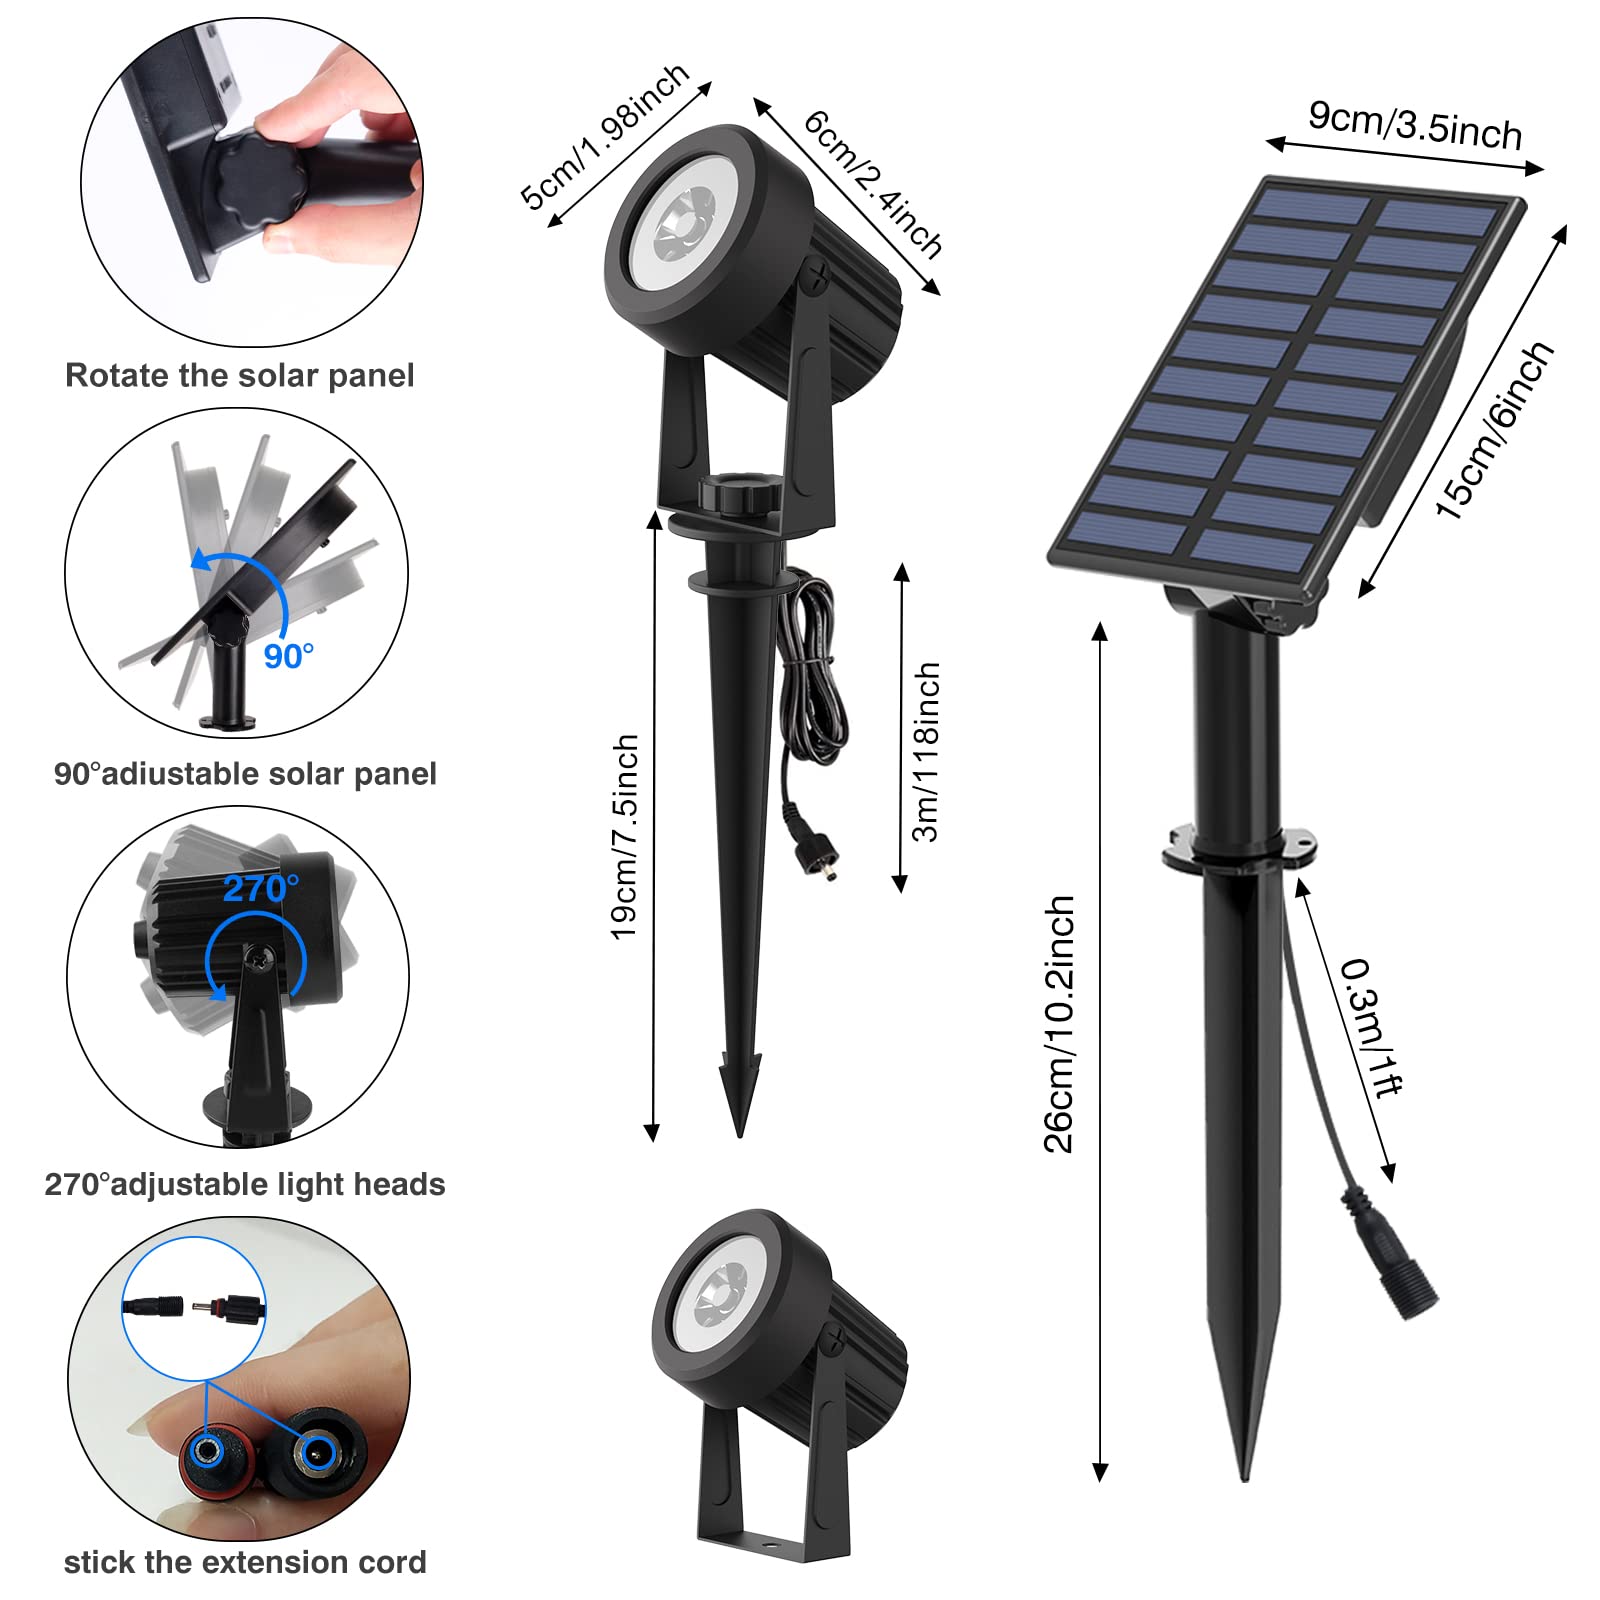 Rotate the solar panel
90°
90°adiustable solar panel
270°
270°adjustable light heads
stick the extension cord
5cm/1.98inch
6cm/2.4inch
19cm/7.5inch
3m/118inch
9cm/3.5inch
15cm/6inch
26cm/10.2inch
0.3m/1ft